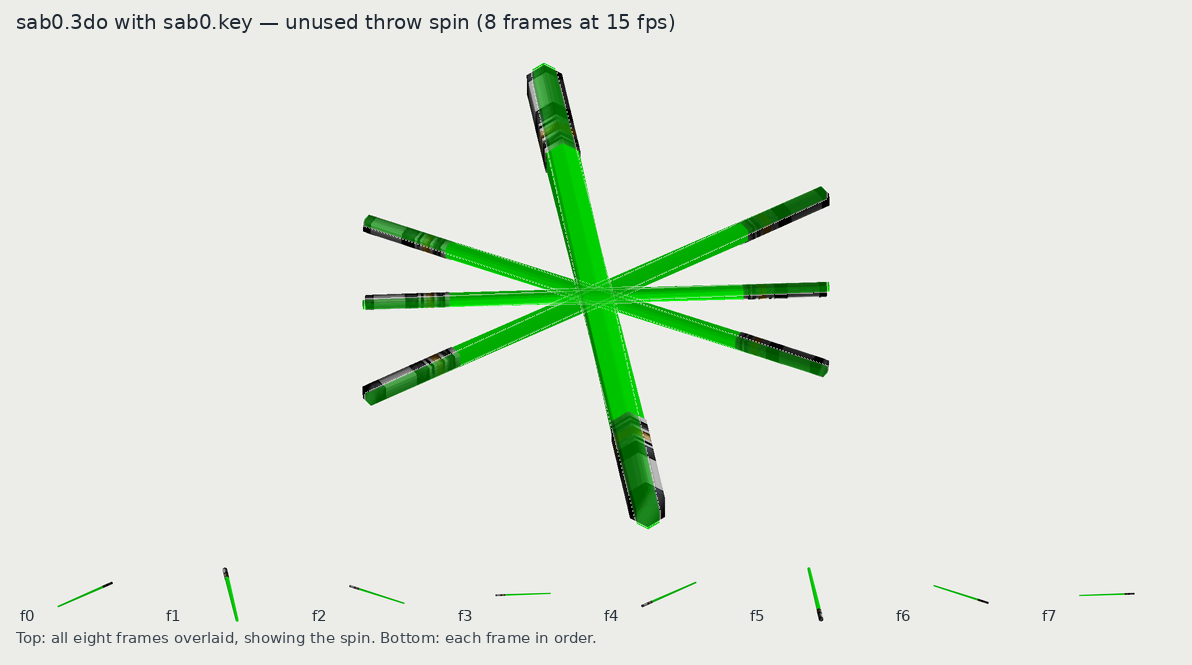 sab0.3do with sab0.key — unused throw spin (8 frames at 15 fps)
f0 f1 f2 f3 f4 f5 f6 f7
Top: all eight frames overlaid, showing the spin. Bottom: each frame in order.